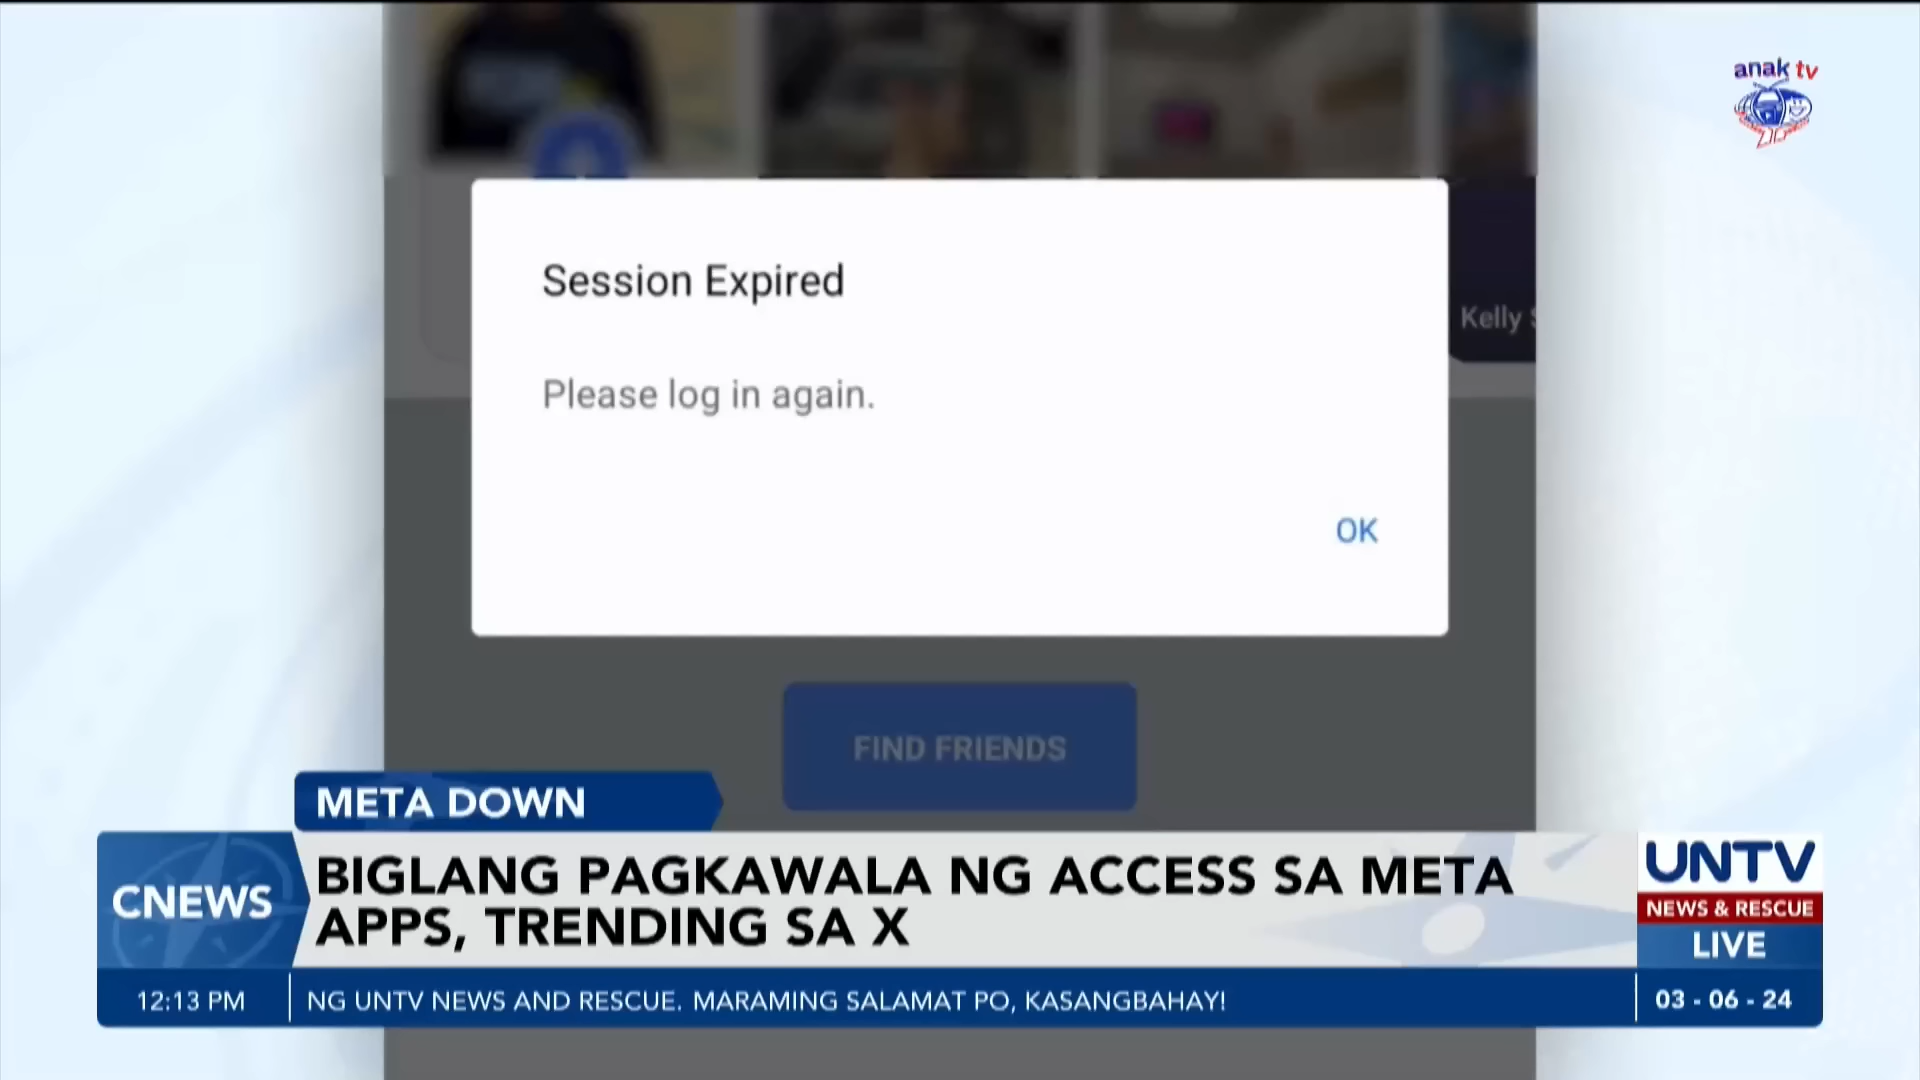 anak tv
Session Expired
Kelly
Please log in again.
OK
FIND FRIENDS
META DOWN
CNEWS
BIGLANG PAGKAWALA NG ACCESS SA META
APPS, TRENDING SA X
UNTV
NEWS & RESCUE
LIVE
12:13 PM
NG UNTV NEWS AND RESCUE. MARAMING SALAMAT PO, KASANGBAHAY!
03 - 06 - 24